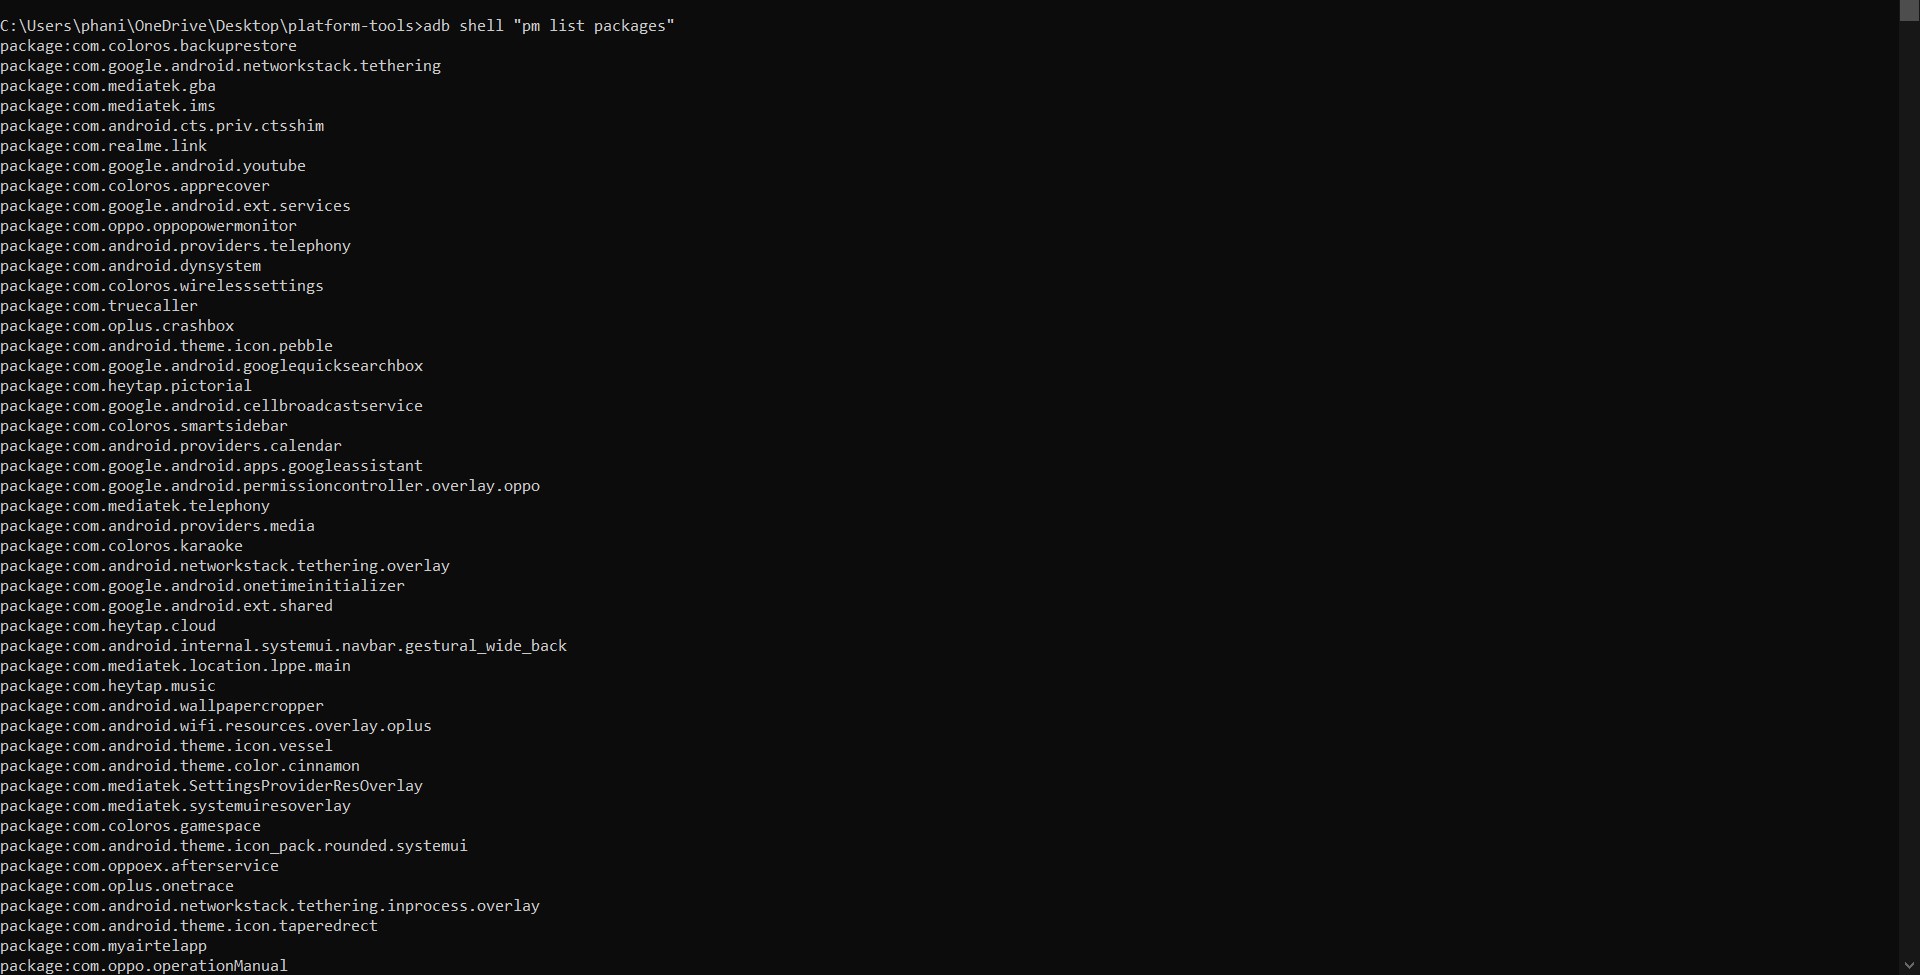 C:\Users\phani\OneDrive\Desktop\platform-tools>adb shell "pm list packages"
package:com.coloros.backuprestore
package:com.google.android.networkstack.tethering
package:com.mediatek.gba
package:com.mediatek.ims
package:com.android.cts.priv.ctsshim
package:com.realme.link
package:com.google.android.youtube
package:com.coloros.apprecover
package:com.google.android.ext.services
package:com.oppo.oppopowermonitor
package:com.android.providers.telephony
package:com.android.dynsystem
package:com.coloros.wirelesssettings
package:com.truecaller
package:com.oplus.crashbox
package:com.android.theme.icon.pebble
package:com.google.android.googlequicksearchbox
package:com.heytap.pictorial
package:com.google.android.cellbroadcastservice
package:com.coloros.smartsidebar
package:com.android.providers.calendar
package:com.google.android.apps.googleassistant
package:com.google.android.permissioncontroller.overlay.oppo
package:com.mediatek.telephony
package:com.android.providers.media
package:com.coloros.karaoke
package:com.android.networkstack.tethering.overlay
package:com.google.android.onetimeinitializer
package:com.google.android.ext.shared
package:com.heytap.cloud
package:com.android.internal.systemui.navbar.gestural_wide_back
package:com.mediatek.location.lppe.main
package:com.heytap.music
package:com.android.wallpapercropper
package:com.android.wifi.resources.overlay.oplus
package:com.android.theme.icon.vessel
package:com.android.theme.color.cinnamon
package:com.mediatek.SettingsProviderResOverlay
package:com.mediatek.systemuiresoverlay
package:com.coloros.gamespace
package:com.android.theme.icon_pack.rounded.systemui
package:com.oppoex.afterservice
package:com.oplus.onetrace
package:com.android.networkstack.tethering.inprocess.overlay
package:com.android.theme.icon.taperedrect
package:com.myairtelapp
package:com.oppo.operationManual